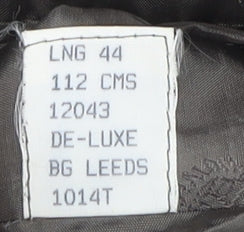 LNG 44
112 CMS
12043
DE-LUXE
BG LEEDS
1014T